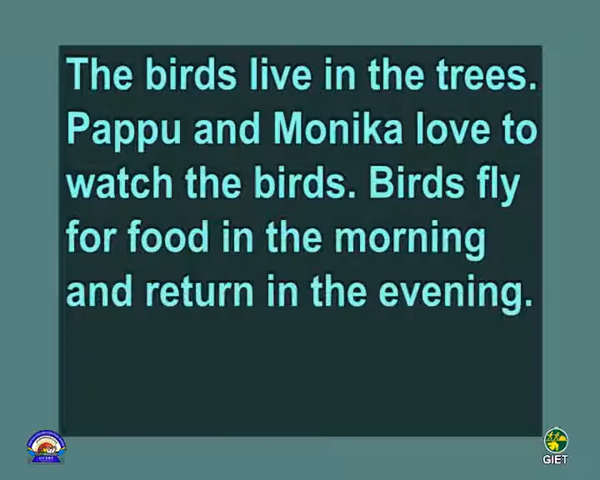 The birds live in the trees.
Pappu and Monika love to
watch the birds. Birds fly
for food in the morning
and return in the evening.
GIET